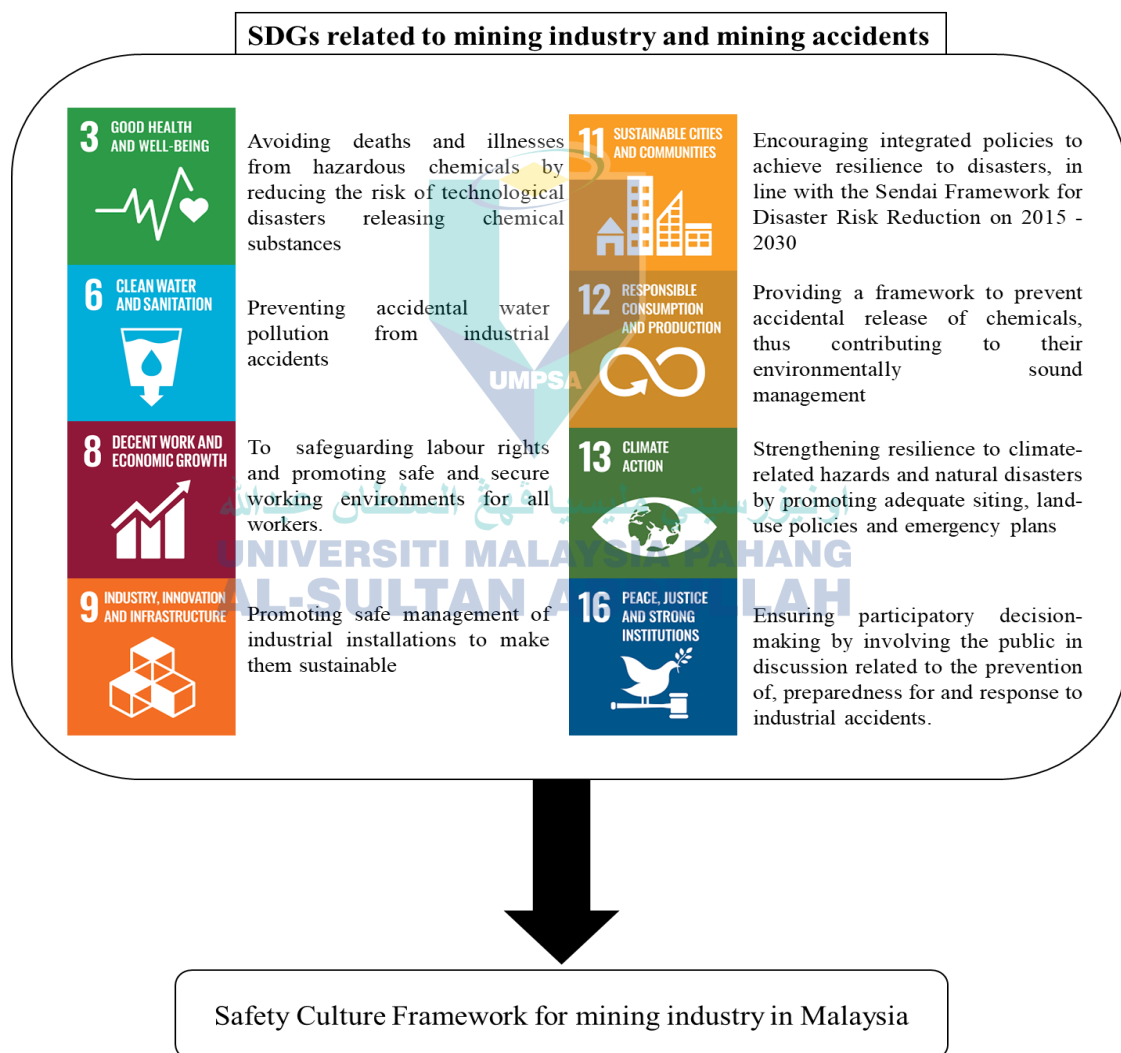 SDGs related to mining industry and mining accidents
3 GOOD HEALTH
AND WELL-BEING
Avoiding deaths and illnesses
from hazardous chemicals by
reducing the risk of technological
disasters releasing chemical
substances
6 CLEAN WATER
AND SANITATION
Preventing accidental water
pollution from industrial
accidents
8 DECENT WORK AND
ECONOMIC GROWTH
To safeguarding labour rights
and promoting safe and secure
working environments for all
workers.
9 INDUSTRY, INNOVATION
AND INFRASTRUCTURE
Promoting safe management of
industrial installations to make
them sustainable
11 SUSTAINABLE CITIES
AND COMMUNITIES
Encouraging integrated policies to
achieve resilience to disasters, in
line with the Sendai Framework for
Disaster Risk Reduction on 2015 -
2030
12 RESPONSIBLE
CONSUMPTION
AND PRODUCTION
Providing a framework to prevent
accidental release of chemicals,
thus contributing to their
environmentally sound
management
13 CLIMATE
ACTION
Strengthening resilience to climate-
related hazards and natural disasters
by promoting adequate siting, land-
use policies and emergency plans
16 PEACE, JUSTICE
AND STRONG
INSTITUTIONS
Ensuring participatory decision-
making by involving the public in
discussion related to the prevention
of, preparedness for and response to
industrial accidents.
UMPSA
UNIVERSITI MALAYSIA PAHANG
AL-SULTAN
Safety Culture Framework for mining industry in Malaysia